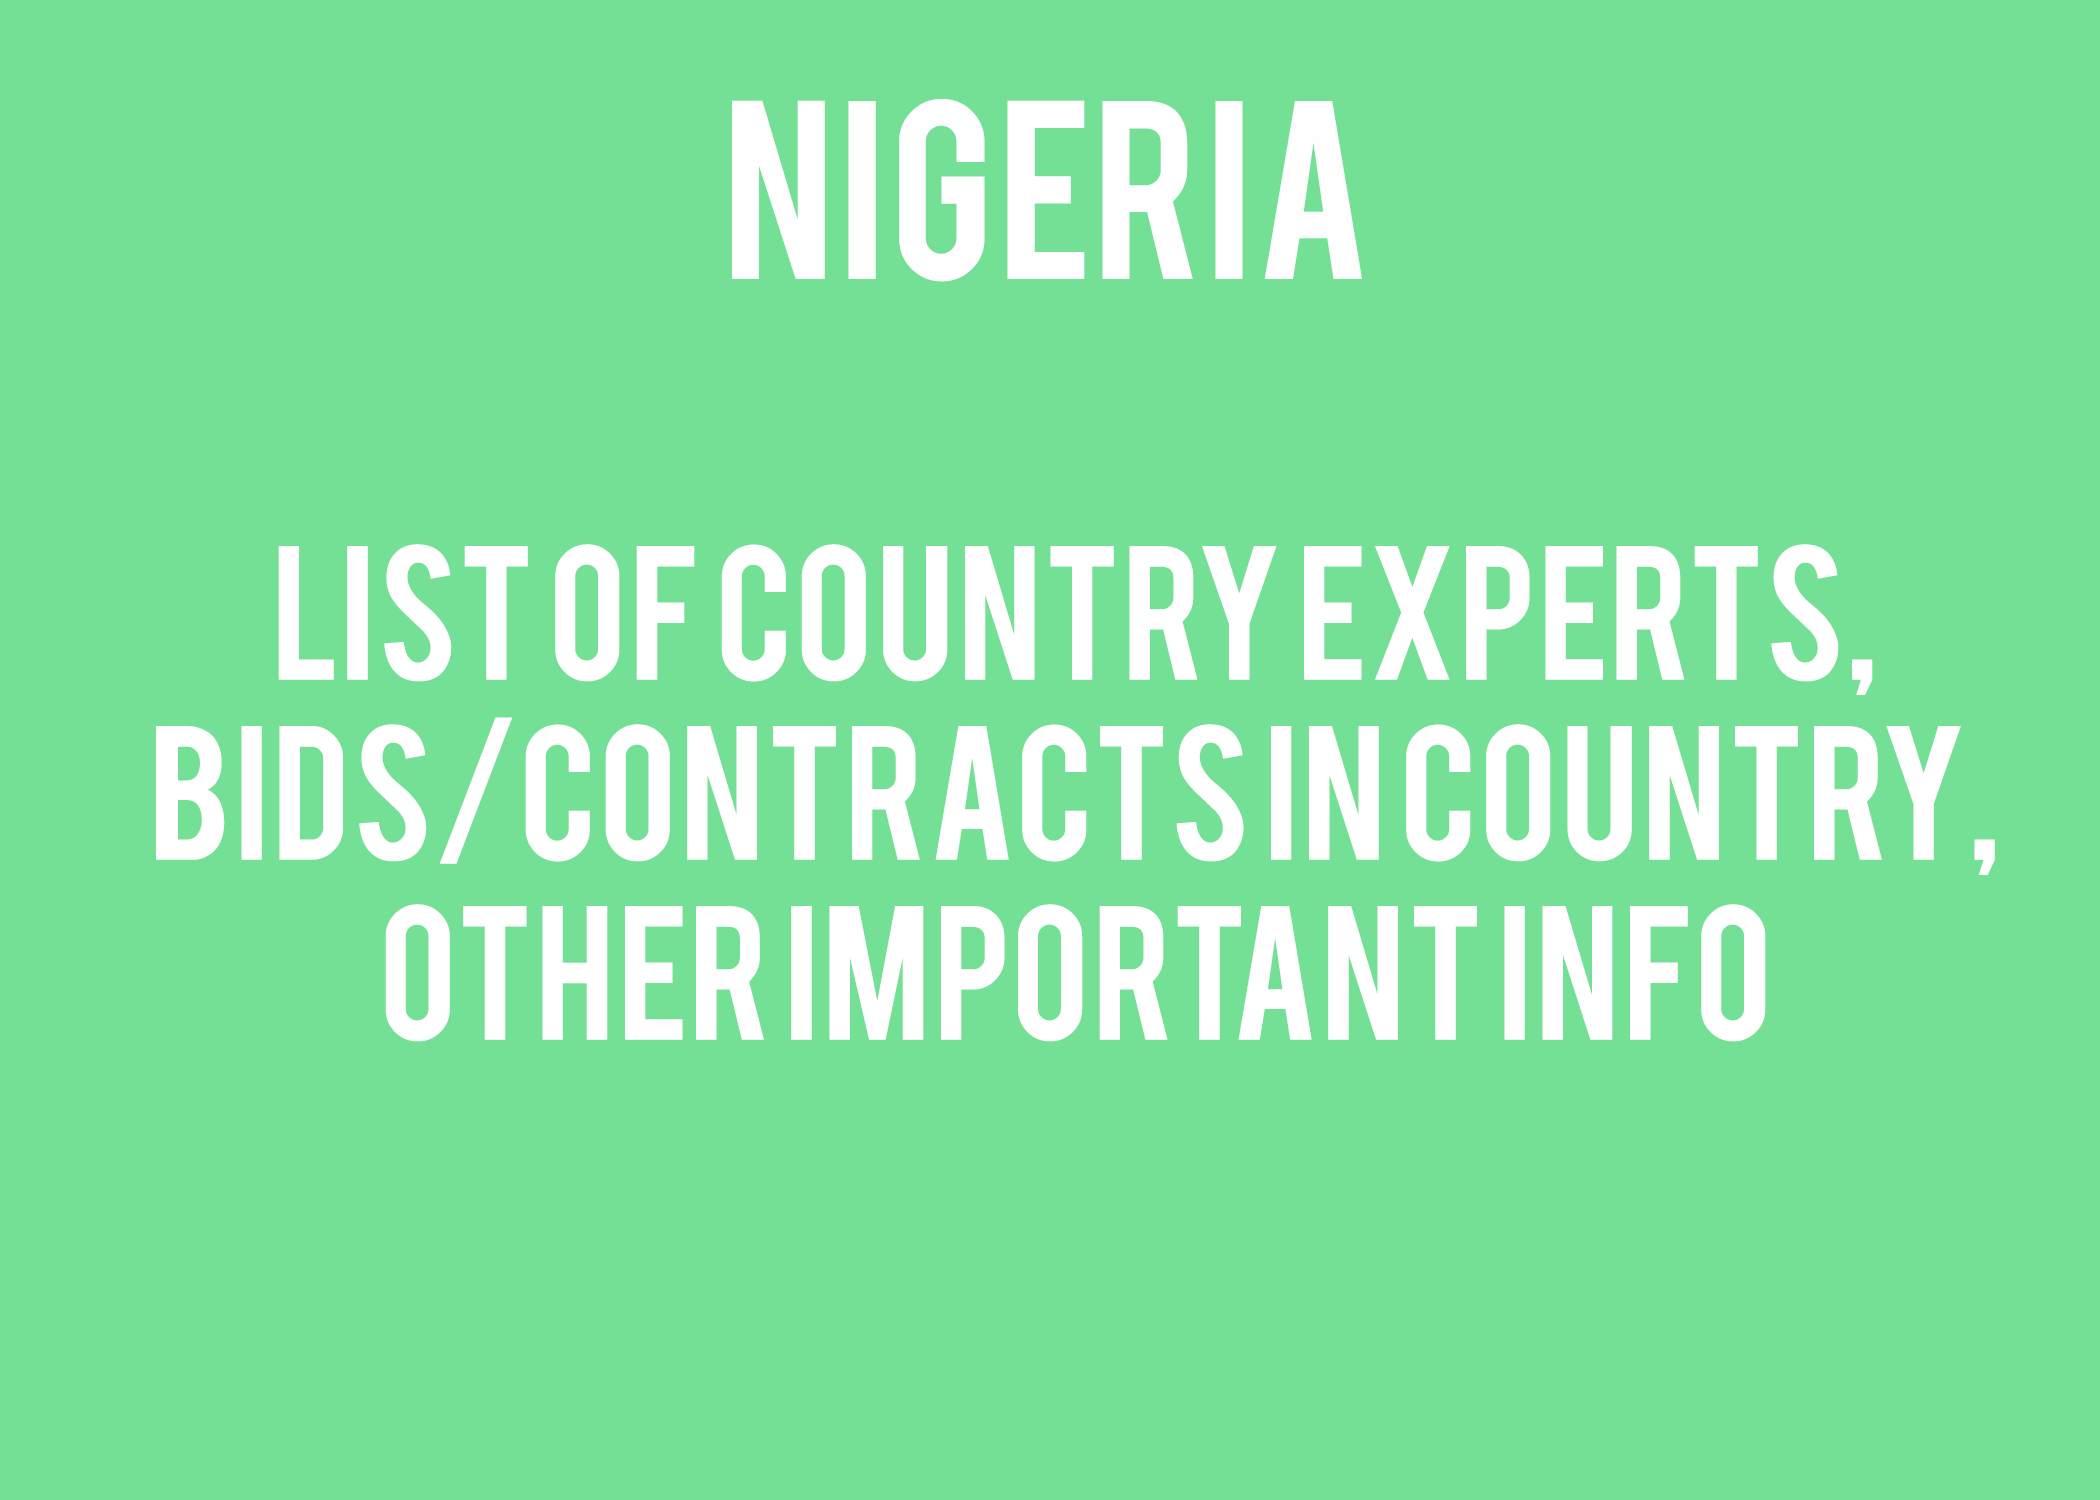 NIGERIA
LIST OF COUNTRY EXPERTS,
BIDS/CONTRACTS IN COUNTRY,
OTHER IMPORTANT INFO